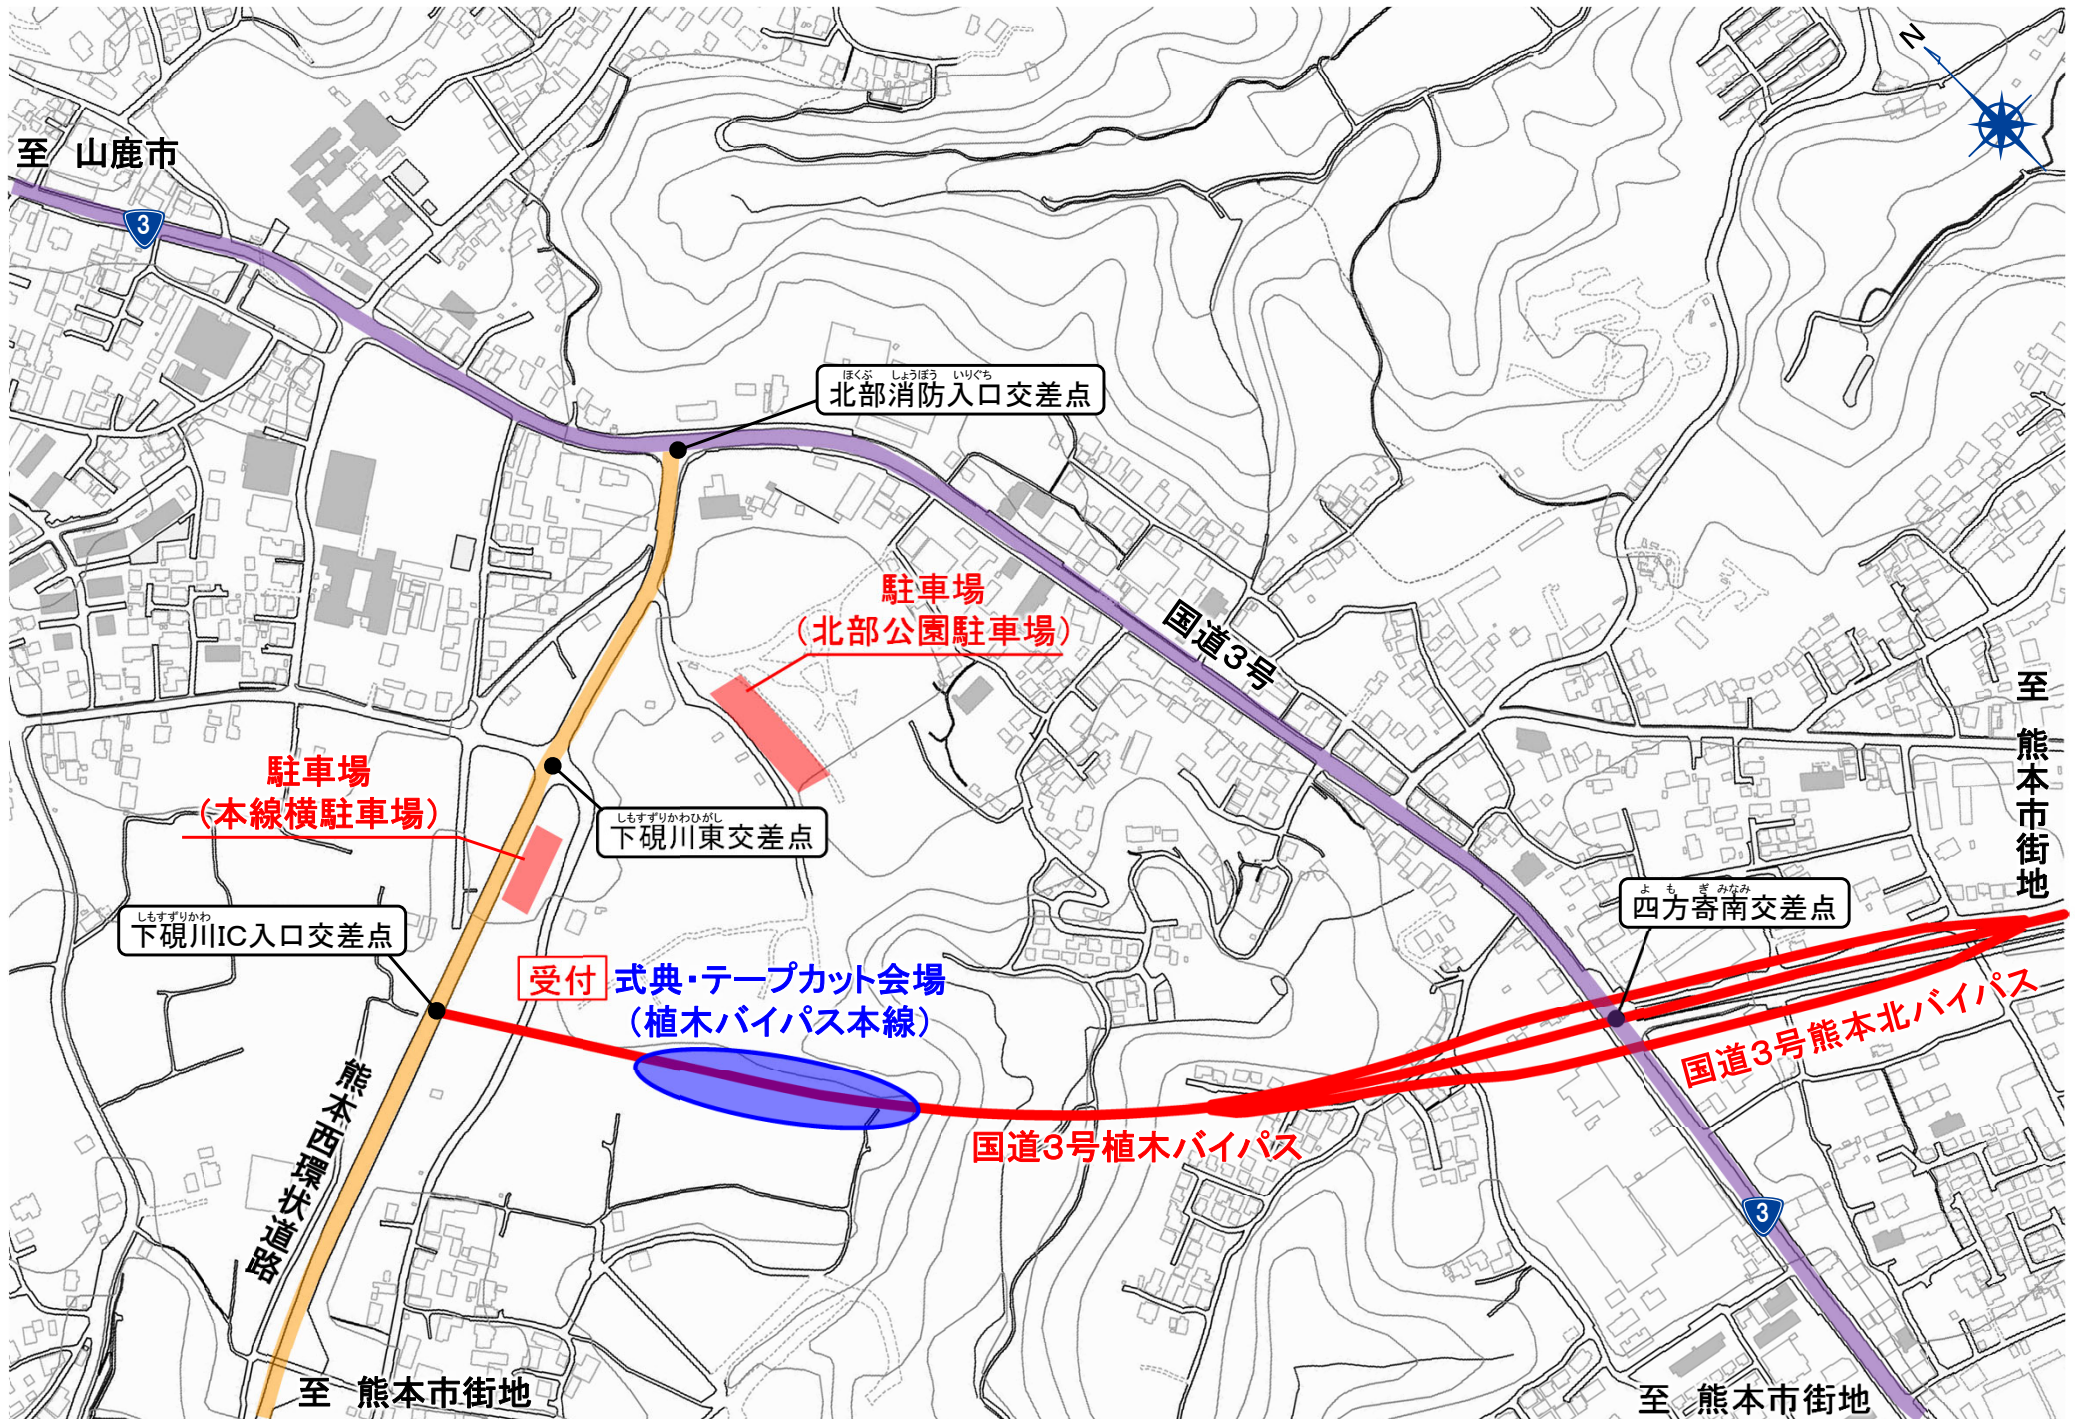 N
至 山鹿市
3
ほくぶ しょうぼう いりぐち
北部消防入口交差点
駐車場
（北部公園駐車場）
国道3号
至 熊本市街地
駐車場
（本線横駐車場）
しもすずりかわひがし
下硯川東交差点
よもぎみなみ
四方寄南交差点
しもすずりかわ
下硯川IC入口交差点
受付
式典・テープカット会場
（植木バイパス本線）
国道3号熊本北バイパス
国道3号植木バイパス
熊本西環状道路
3
至 熊本市街地
至 熊本市街地